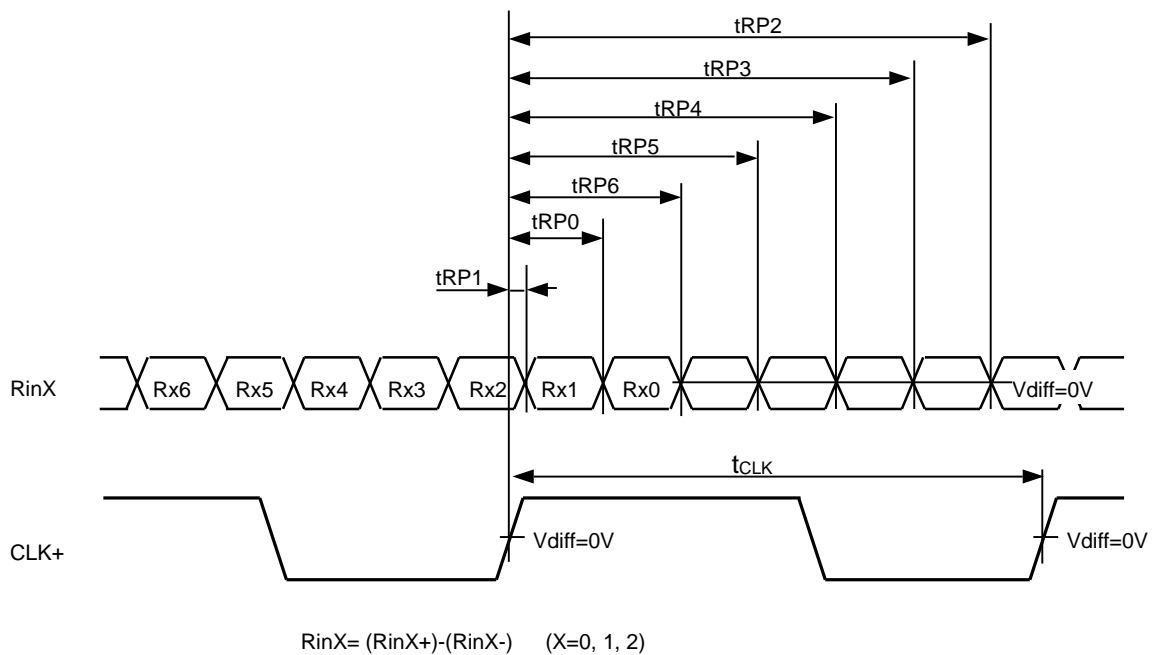 tRP2
tRP3
tRP4
tRP5
tRP6
tRP0
tRP1
RinX Rx6 Rx5 Rx4 Rx3 Rx2 Rx1 Rx0 Vdiff=0V
tCLK
CLK+ Vdiff=0V Vdiff=0V
RinX= (RinX+)-(RinX-) (X=0, 1, 2)